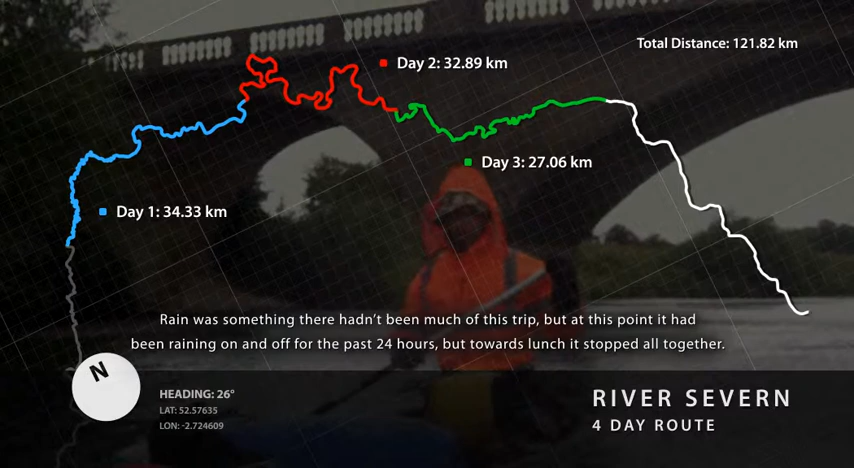 Total Distance: 121.82 km
Day 2: 32.89 km
Day 3: 27.06 km
Day 1: 34.33 km
Rain was something there hadn't been much of this trip, but at this point it had
been raining on and off for the past 24 hours, but towards lunch it stopped all together.
N
HEADING: 26°
LAT: 52.57635
LON: -2.724609
RIVER SEVERN
4 DAY ROUTE